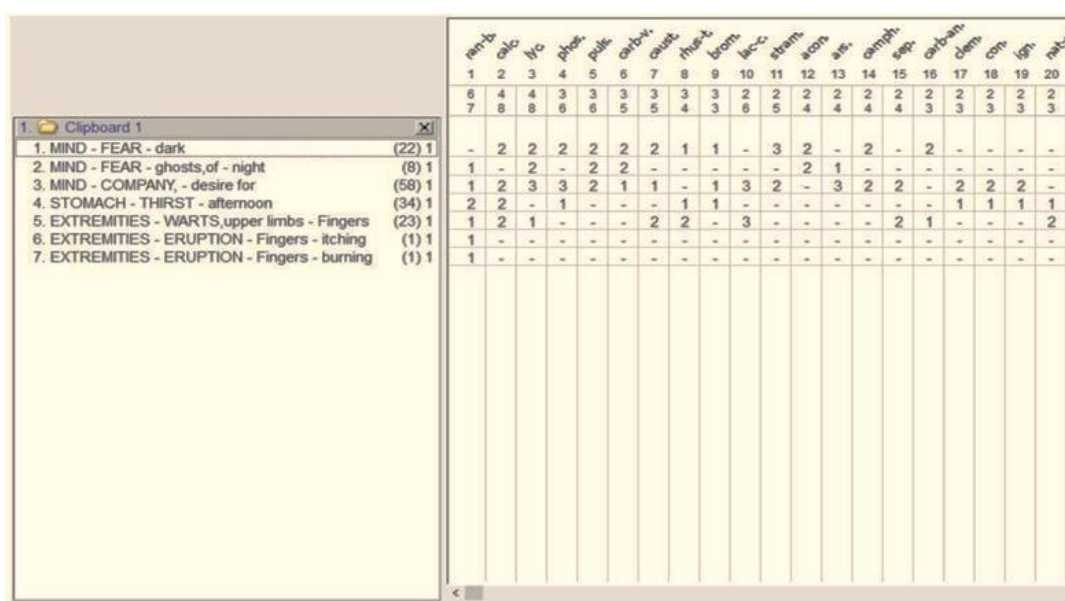 ran-b. calc. lyc. phos. puls. carb-v. caust. rhus-t. brom. lac-c. stram. acon. ars. camph. sep. carb-an. clem. con. ign. nat-
1 2 3 4 5 6 7 8 9 10 11 12 13 14 15 16 17 18 19 20
6 4 4 3 3 3 3 3 3 2 2 2 2 2 2 2 2 2 2 2
7 8 8 6 6 5 5 4 3 6 5 4 4 4 4 3 3 3 3 3
1. Clipboard 1
1. MIND - FEAR - dark (22) 1 - 2 2 2 2 2 2 1 1 - 3 - - 2 - 2 - - - -
2. MIND - FEAR - ghosts,of - night (8) 1 1 - 2 - 2 2 - - - - - 2 1 - - - - - - -
3. MIND - COMPANY, - desire for (58) 1 1 2 3 3 2 1 1 - 1 3 2 - 3 2 2 - 2 2 2 -
4. STOMACH - THIRST - afternoon (34) 1 2 2 - 1 - - - 1 1 - - - - - - - 1 1 1 1
5. EXTREMITIES - WARTS,upper limbs - Fingers (23) 1 1 2 1 - - - 2 2 - 3 - - - - 2 1 - - - 2
6. EXTREMITIES - ERUPTION - Fingers - itching (1) 1 1 - - - - - - - - - - - - - - - - - - -
7. EXTREMITIES - ERUPTION - Fingers - burning (1) 1 1 - - - - - - - - - - - - - - - - - - -